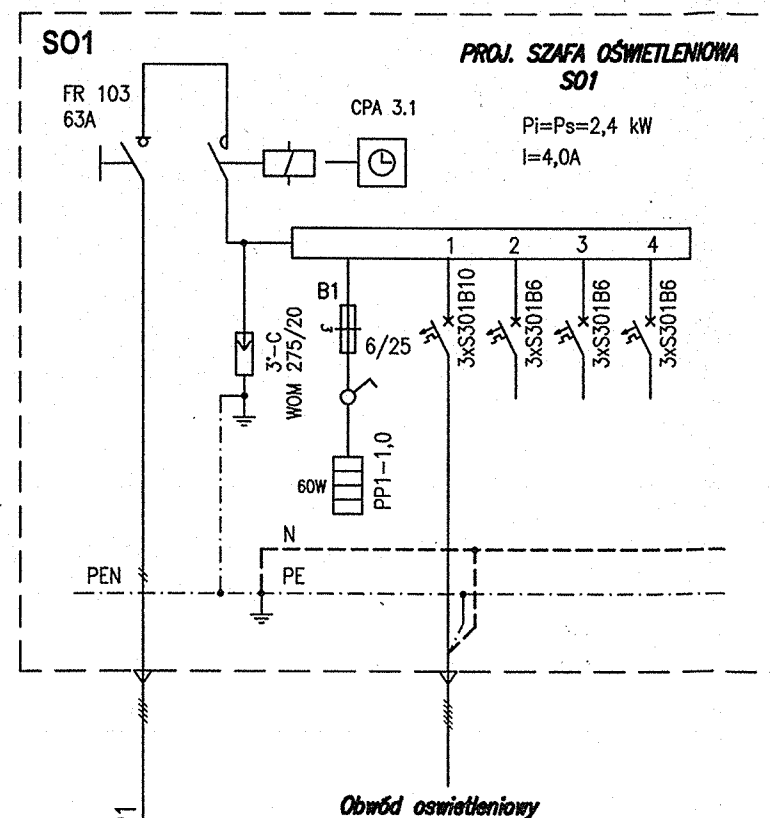 SO1
PROJ. SZAFA OŚWIETLENIOWA
SO1
FR 103
63A
CPA 3.1
Pi=Ps=2,4 kW
I=4,0A
1
2
3
4
B1
3
6/25
3*-C
WOM 275/20
3xS301B10
3xS301B6
3xS301B6
3xS301B6
60W
PP1-1,0
N
PEN
PE
Obwód oswietleniowy